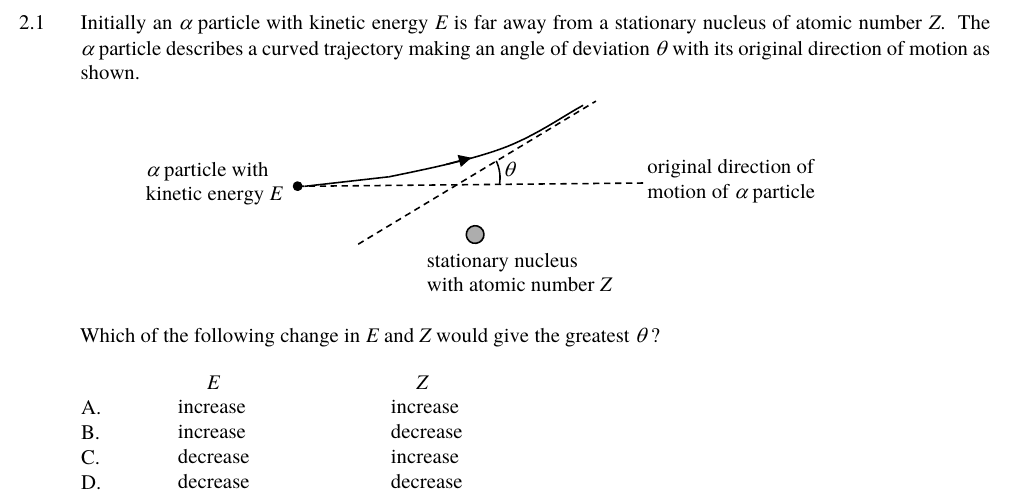 2.1 Initially an α particle with kinetic energy E is far away from a stationary nucleus of atomic number Z. The
α particle describes a curved trajectory making an angle of deviation θ with its original direction of motion as
shown.
α particle with
kinetic energy E
θ
original direction of
motion of α particle
stationary nucleus
with atomic number Z
Which of the following change in E and Z would give the greatest θ?
E Z
A. increase increase
B. increase decrease
C. decrease increase
D. decrease decrease